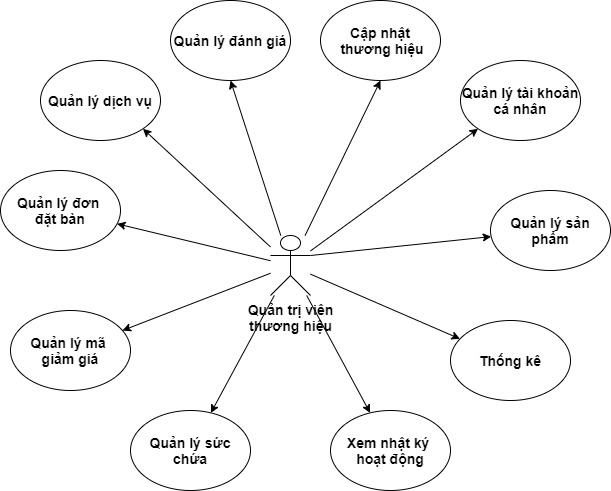 Quản lý đánh giá
Cập nhật
thương hiệu
Quản lý dịch vụ
Quản lý tài khoản
cá nhân
Quản lý đơn
đặt bàn
Quản lý sản
phẩm
Quản trị viên
thương hiệu
Quản lý mã
giảm giá
Thống kê
Quản lý sức
chứa
Xem nhật ký
hoạt động